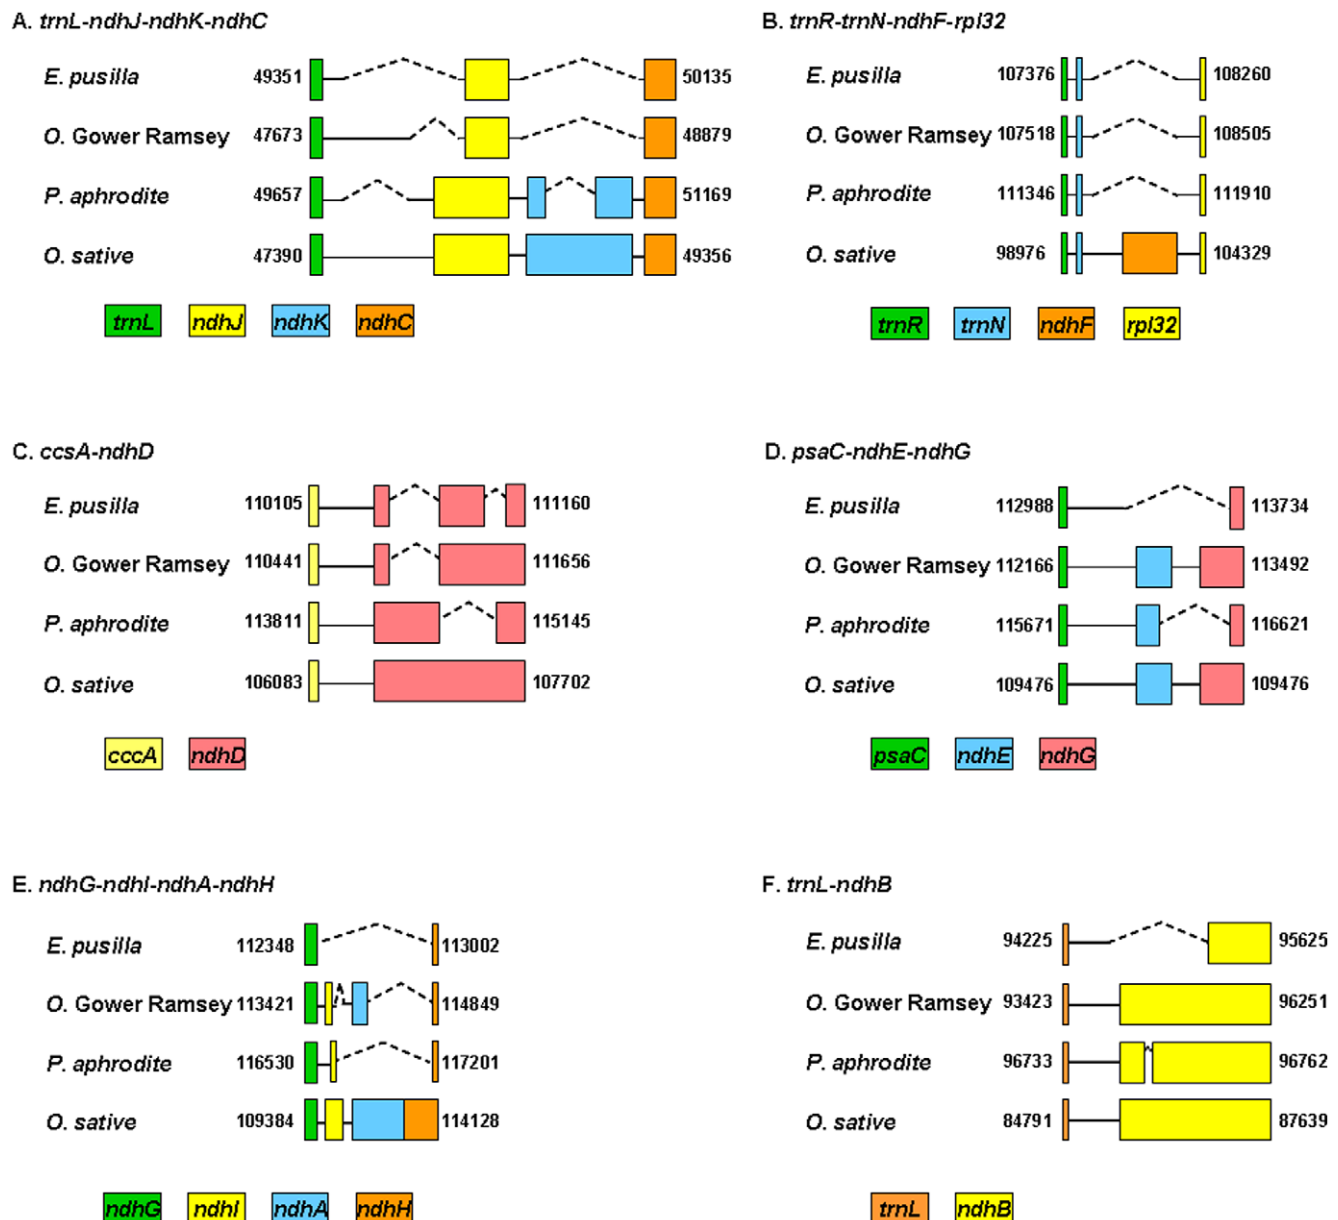 A. trnL-ndhJ-ndhK-ndhC
E. pusilla 49351 50135
O. Gower Ramsey 47673 48879
P. aphrodite 49657 51169
O. sative 47390 49356
trnL ndhJ ndhK ndhC
B. trnR-trnN-ndhF-rpl32
E. pusilla 107376 108260
O. Gower Ramsey 107518 108505
P. aphrodite 111346 111910
O. sative 98976 104329
trnR trnN ndhF rpl32
C. ccsA-ndhD
E. pusilla 110105 111160
O. Gower Ramsey 110441 111656
P. aphrodite 113811 115145
O. sative 106083 107702
cccA ndhD
D. psaC-ndhE-ndhG
E. pusilla 112988 113734
O. Gower Ramsey 112166 113492
P. aphrodite 115671 116621
O. sative 109476 109476
psaC ndhE ndhG
E. ndhG-ndhI-ndhA-ndhH
E. pusilla 112348 113002
O. Gower Ramsey 113421 114849
P. aphrodite 116530 117201
O. sative 109384 114128
ndhG ndhI ndhA ndhH
F. trnL-ndhB
E. pusilla 94225 95625
O. Gower Ramsey 93423 96251
P. aphrodite 96733 96762
O. sative 84791 87639
trnL ndhB